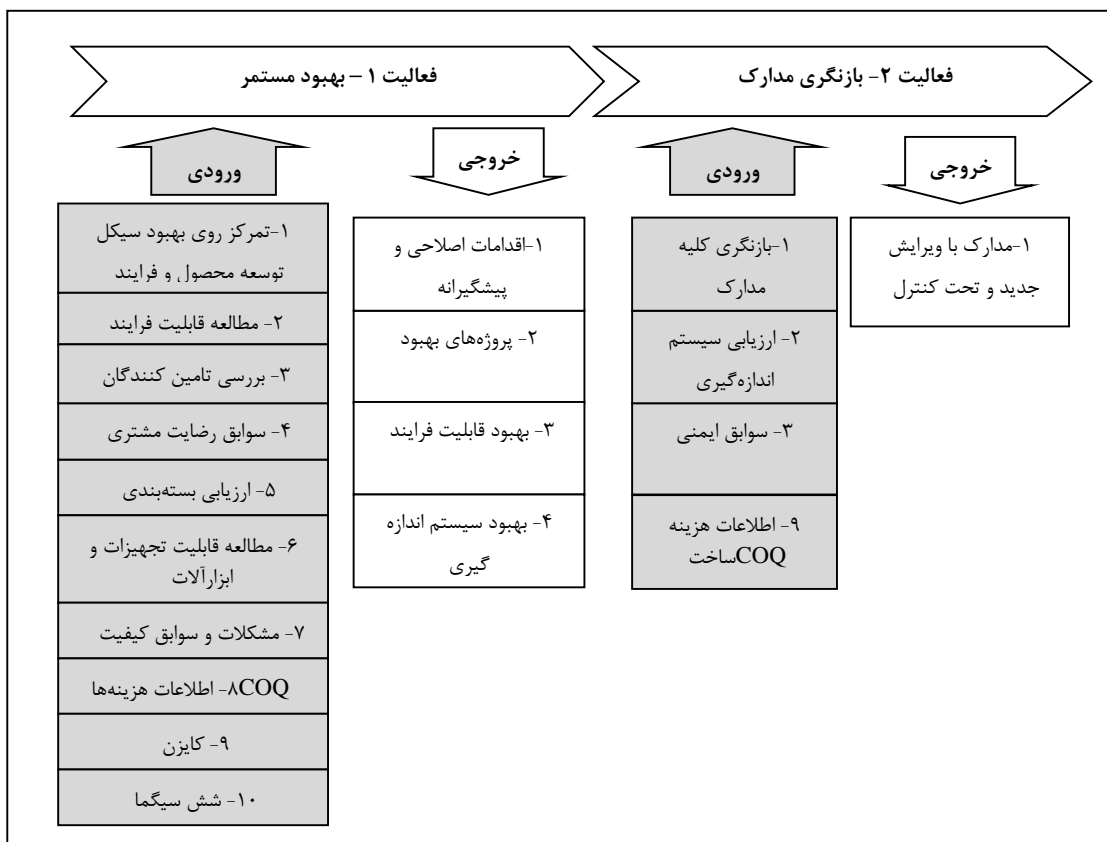 فعالیت ۱ – بهبود مستمر
فعالیت ۲- بازنگری مدارک
ورودی
خروجی
ورودی
خروجی
۱-تمرکز روی بهبود سیکل
توسعه محصول و فرایند
۲- مطالعه قابلیت فرایند
۳- بررسی تامین کنندگان
۴- سوابق رضایت مشتری
۵- ارزیابی بسته‌بندی
۶- مطالعه قابلیت تجهیزات و
ابزارآلات
۷- مشکلات و سوابق کیفیت
۸COQ- اطلاعات هزینه‌ها
۹- کایزن
۱۰- شش سیگما
۱-اقدامات اصلاحی و
پیشگیرانه
۲- پروژه‌های بهبود
۳- بهبود قابلیت فرایند
۴- بهبود سیستم اندازه
گیری
۱-بازنگری کلیه
مدارک
۲- ارزیابی سیستم
اندازه‌گیری
۳- سوابق ایمنی
۹- اطلاعات هزینه
COQساخت
۱-مدارک با ویرایش
جدید و تحت کنترل